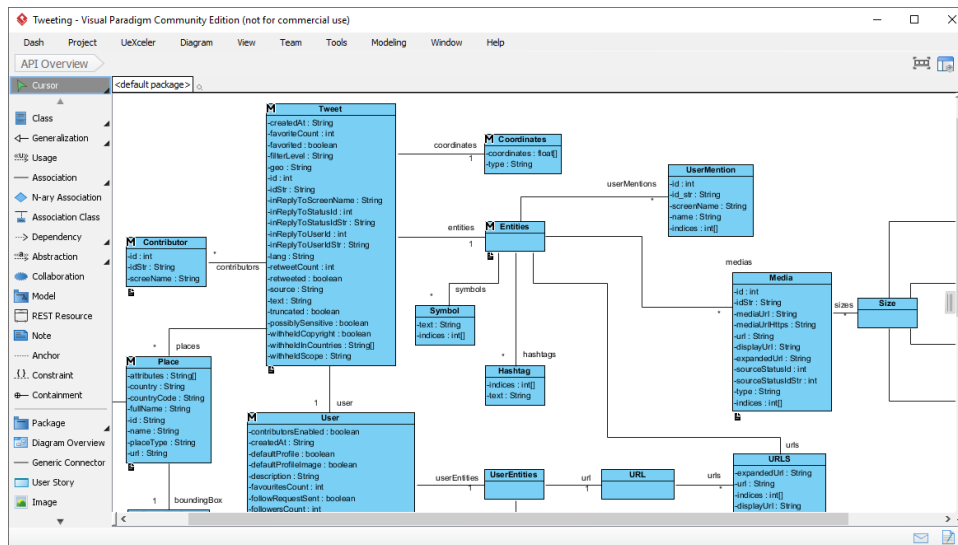 Tweeting - Visual Paradigm Community Edition (not for commercial use)
Dash Project UeXceler Diagram View Team Tools Modeling Window Help
API Overview
Cursor
Class
Generalization
Usage
Association
N-ary Association
Association Class
Dependency
Abstraction
Collaboration
Model
REST Resource
Note
Anchor
Constraint
Containment
Package
Diagram Overview
Generic Connector
User Story
Image
<default package>
Tweet
-createdAt : String
-favoriteCount : int
-favorited : boolean
-filterLevel : String
-geo : String
-id : int
-idStr : String
-inReplyToScreenName : String
-inReplyToStatusId : int
-inReplyToStatusIdStr : String
-inReplyToUserId : int
-inReplyToUserIdStr : String
-lang : String
-retweetCount : int
-retweeted : boolean
-source : String
-text : String
-truncated : boolean
-possiblySensitive : boolean
-withheldCopyright : boolean
-withheldInCountries : String[]
-withheldScope : String
coordinates
1
Coordinates
-coordinates : float[]
-type : String
userMentions
*
UserMention
-id : int
-id_str : String
-screenName : String
-name : String
-indices : int[]
entities
1
Entities
Contributor
-id : int
-idStr : String
-screeName : String
*
contributors
symbols
*
Symbol
-text : String
-indices : int[]
hashtags
*
Hashtag
-indices : int[]
-text : String
medias
*
Media
-id : int
-idStr : String
-mediaUrl : String
-mediaUrlHttps : String
-url : String
-displayUrl : String
-expandedUrl : String
-sourceStatusId : int
-sourceStatusIdStr : int
-type : String
-indices : int[]
sizes
*
Size
places
*
Place
-attributes : String[]
-country : String
-countryCode : String
-fullName : String
-id : String
-name : String
-placeType : String
-url : String
1
boundingBox
1
user
User
-contributorsEnabled : boolean
-createdAt : String
-defaultProfile : boolean
-defaultProfileImage : boolean
-description : String
-favouritesCount : int
-followRequestSent : boolean
-followersCount : int
userEntities
1
UserEntities
url
1
URL
urls
*
urls
*
URLS
-expandedUrl : String
-url : String
-indices : int[]
-displayUrl : String